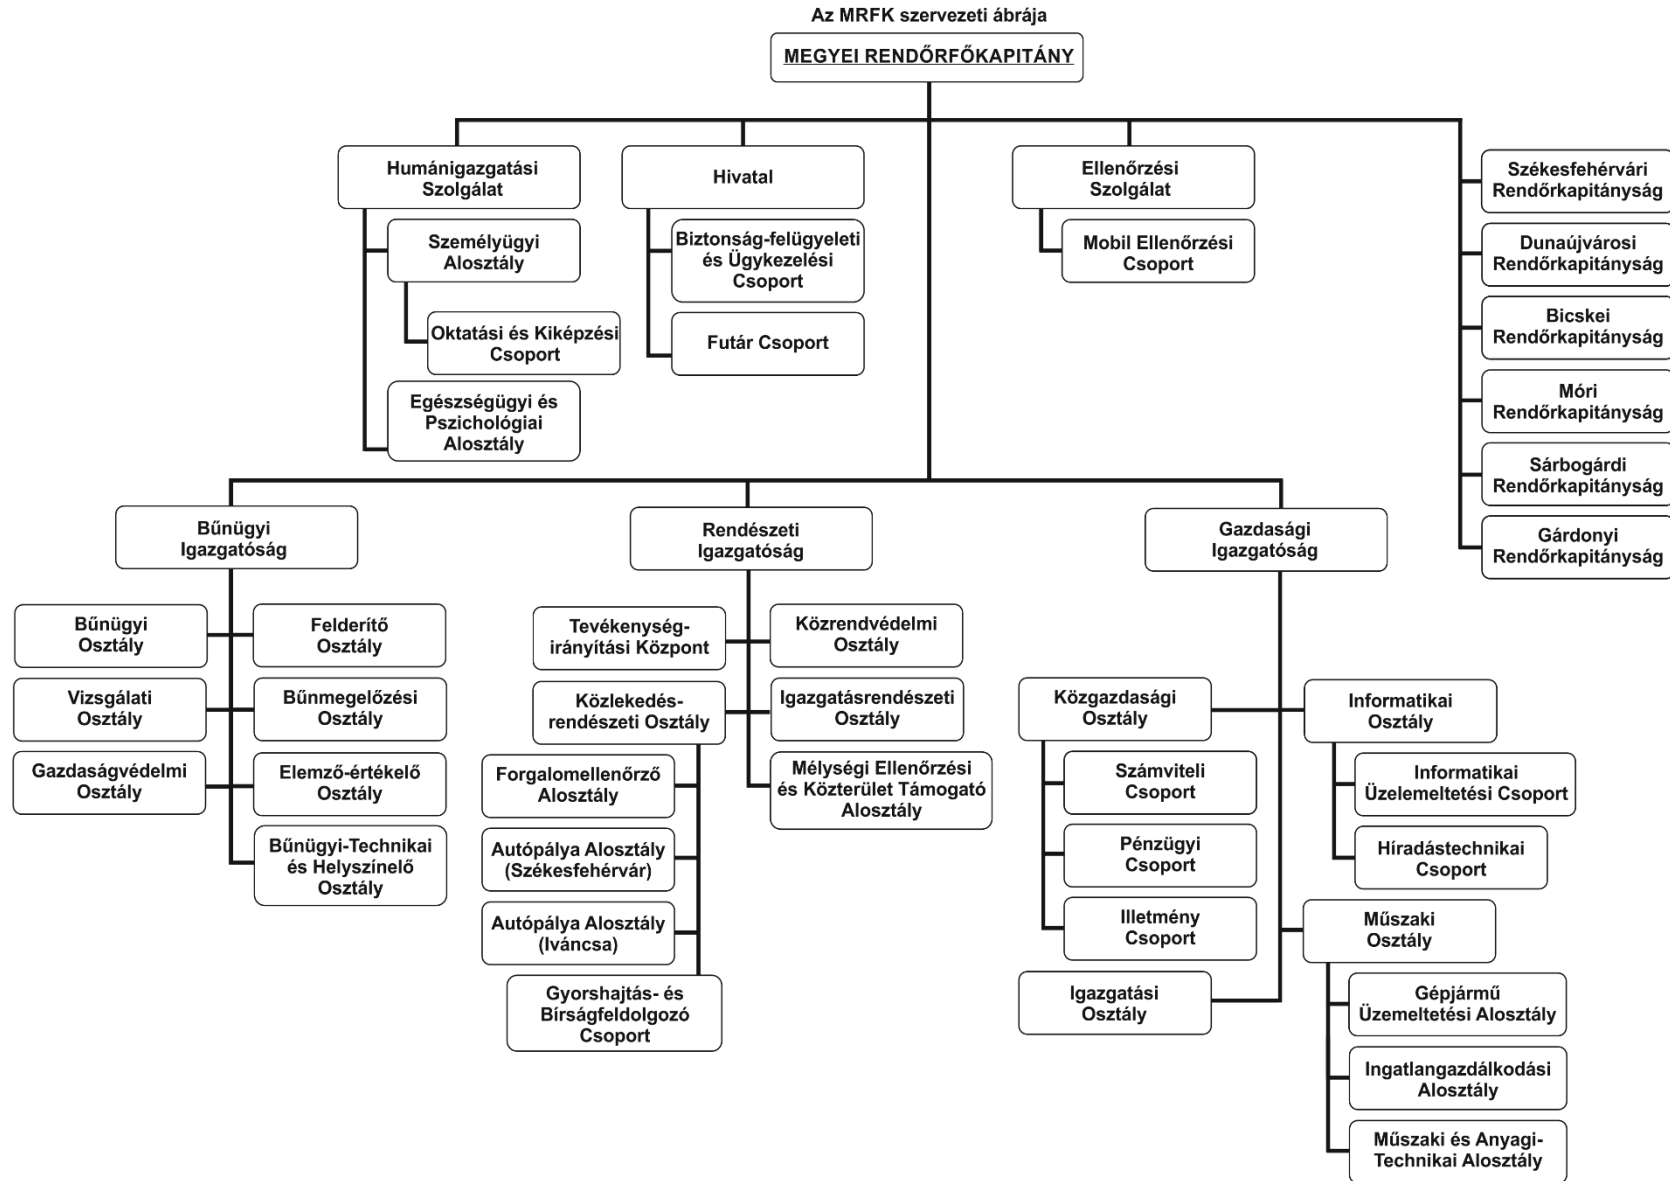 Az MRFK szervezeti ábrája
MEGYEI RENDŐRFŐKAPITÁNY
Humánigazgatási
Szolgálat
Személyügyi
Alosztály
Oktatási és Kiképzési
Csoport
Egészségügyi és
Pszichológiai
Alosztály
Hivatal
Biztonság-felügyeleti
és Ügykezelési
Csoport
Futár Csoport
Ellenőrzési
Szolgálat
Mobil Ellenőrzési
Csoport
Székesfehérvári
Rendőrkapitányság
Dunaújvárosi
Rendőrkapitányság
Bicskei
Rendőrkapitányság
Móri
Rendőrkapitányság
Sárbogárdi
Rendőrkapitányság
Gárdonyi
Rendőrkapitányság
Bűnügyi
Igazgatóság
Bűnügyi
Osztály
Felderítő
Osztály
Vizsgálati
Osztály
Bűnmegelőzési
Osztály
Gazdaságvédelmi
Osztály
Elemző-értékelő
Osztály
Bűnügyi-Technikai
és Helyszínelő
Osztály
Rendészeti
Igazgatóság
Tevékenység-
irányítási Központ
Közrendvédelmi
Osztály
Közlekedés-
rendészeti Osztály
Igazgatásrendészeti
Osztály
Forgalomellenőrző
Alosztály
Mélységi Ellenőrzési
és Közterület Támogató
Alosztály
Autópálya Alosztály
(Székesfehérvár)
Autópálya Alosztály
(Iváncsa)
Gyorshajtás- és
Bírságfeldolgozó
Csoport
Gazdasági
Igazgatóság
Közgazdasági
Osztály
Számviteli
Csoport
Pénzügyi
Csoport
Illetmény
Csoport
Igazgatási
Osztály
Informatikai
Osztály
Informatikai
Üzelemeltetési Csoport
Híradástechnikai
Csoport
Műszaki
Osztály
Gépjármű
Üzemeltetési Alosztály
Ingatlangazdálkodási
Alosztály
Műszaki és Anyagi-
Technikai Alosztály